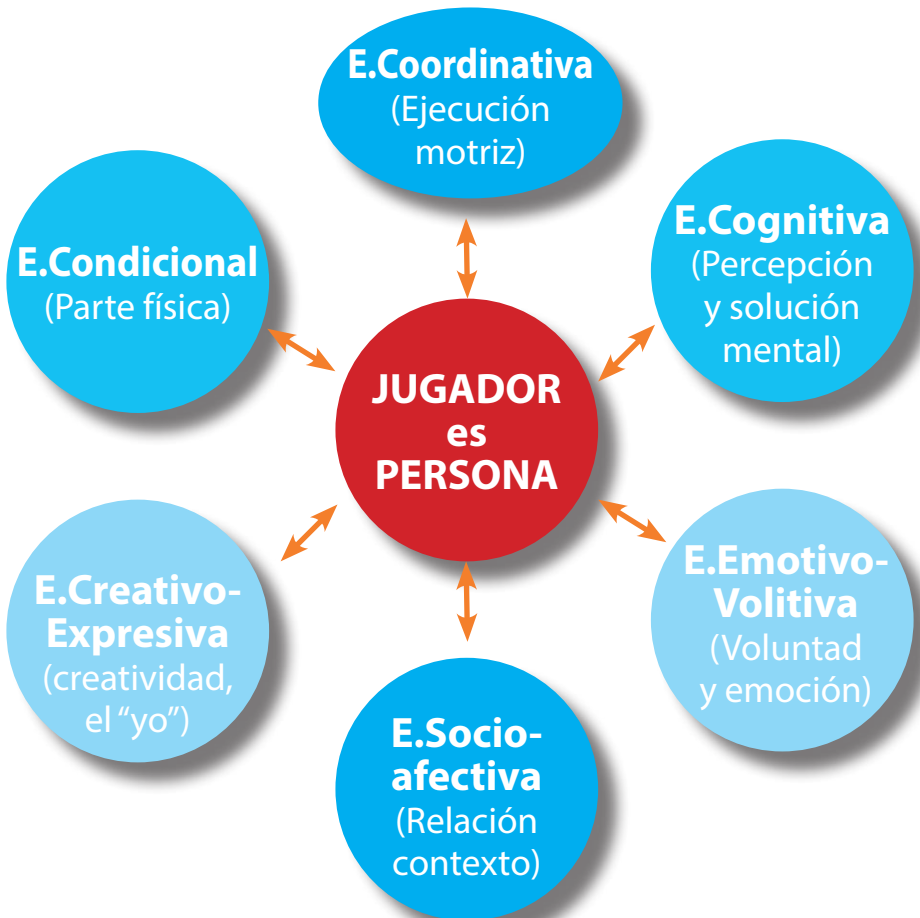 E.Coordinativa
(Ejecución
motriz)
E.Condicional
(Parte física)
E.Cognitiva
(Percepción
y solución
mental)
JUGADOR
es
PERSONA
E.Creativo-
Expresiva
(creatividad,
el “yo”)
E.Emotivo-
Volitiva
(Voluntad
y emoción)
E.Socio-
afectiva
(Relación
contexto)